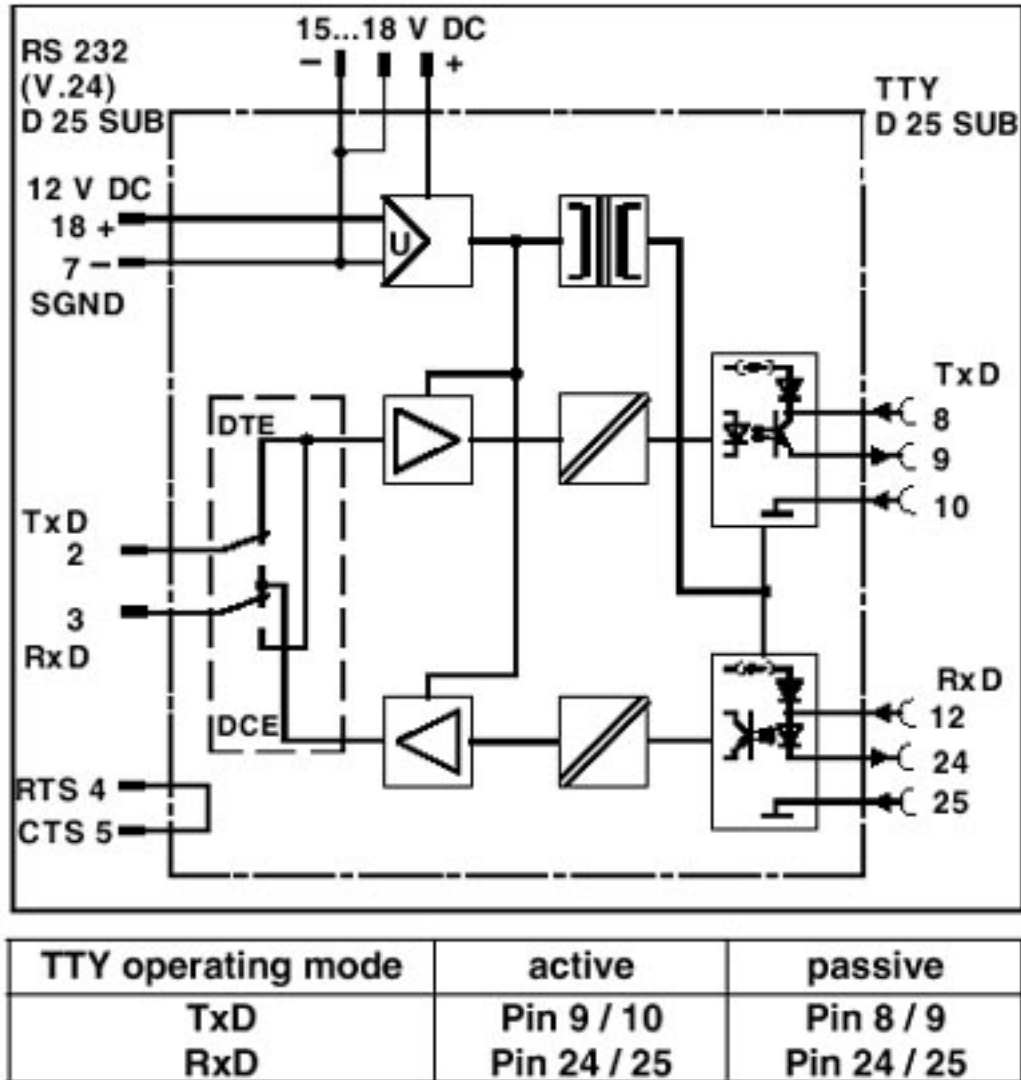 15...18 V DC
− +
RS 232
(V.24)
D 25 SUB
TTY
D 25 SUB
12 V DC
18 +
7 −
SGND
U
TxD
8
9
10
DTE
TxD
2
3
RxD
DCE
RxD
12
24
25
RTS 4
CTS 5
TTY operating mode active passive
TxD Pin 9 / 10 Pin 8 / 9
RxD Pin 24 / 25 Pin 24 / 25